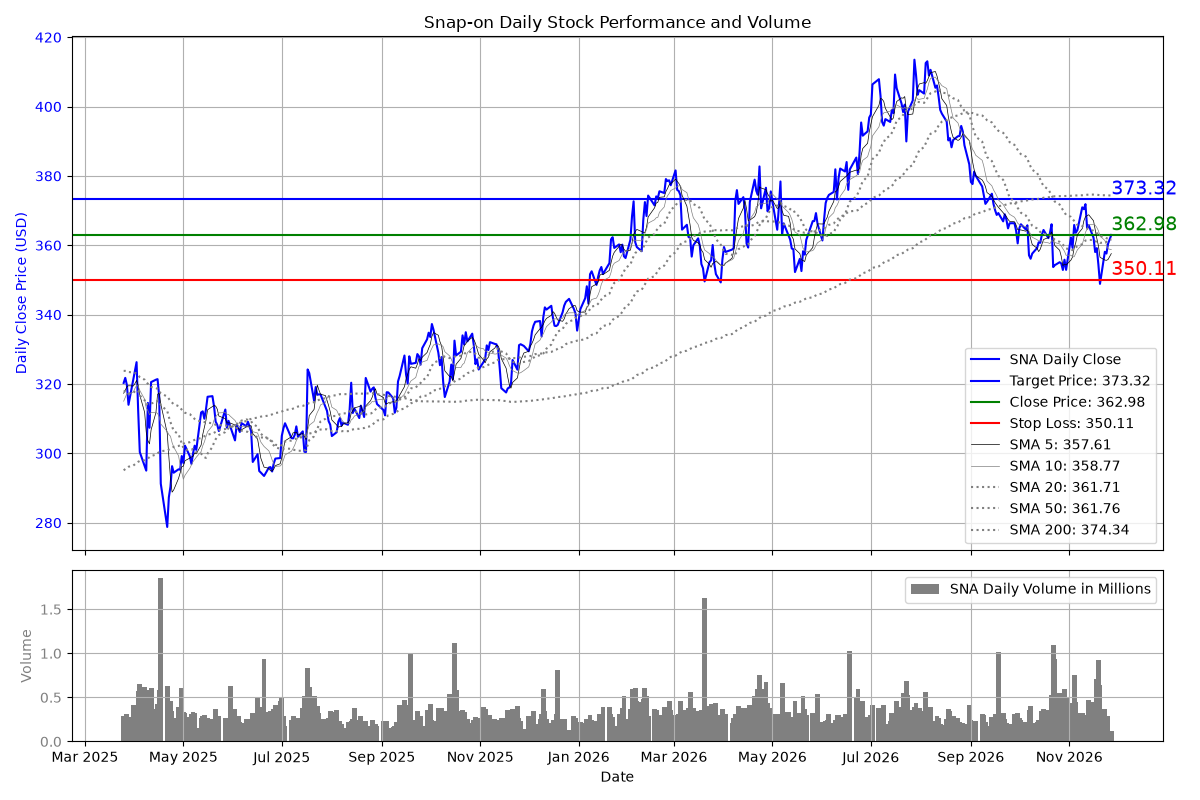 Snap-on Daily Stock Performance and Volume
420
400
380
360
340
320
300
280
Daily Close Price (USD)
373.32
362.98
350.11
SNA Daily Close
Target Price: 373.32
Close Price: 362.98
Stop Loss: 350.11
SMA 5: 357.61
SMA 10: 358.77
SMA 20: 361.71
SMA 50: 361.76
SMA 200: 374.34
SNA Daily Volume in Millions
1.5
1.0
0.5
0.0
Volume
Mar 2025 May 2025 Jul 2025 Sep 2025 Nov 2025 Jan 2026 Mar 2026 May 2026 Jul 2026 Sep 2026 Nov 2026
Date